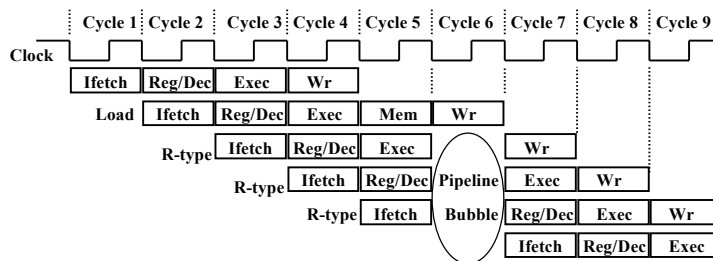 Cycle 1 Cycle 2 Cycle 3 Cycle 4 Cycle 5 Cycle 6 Cycle 7 Cycle 8 Cycle 9
Clock
Ifetch Reg/Dec Exec Wr
Load Ifetch Reg/Dec Exec Mem Wr
R-type Ifetch Reg/Dec Exec Wr
R-type Ifetch Reg/Dec Pipeline Exec Wr
R-type Ifetch Bubble Reg/Dec Exec Wr
Ifetch Reg/Dec Exec